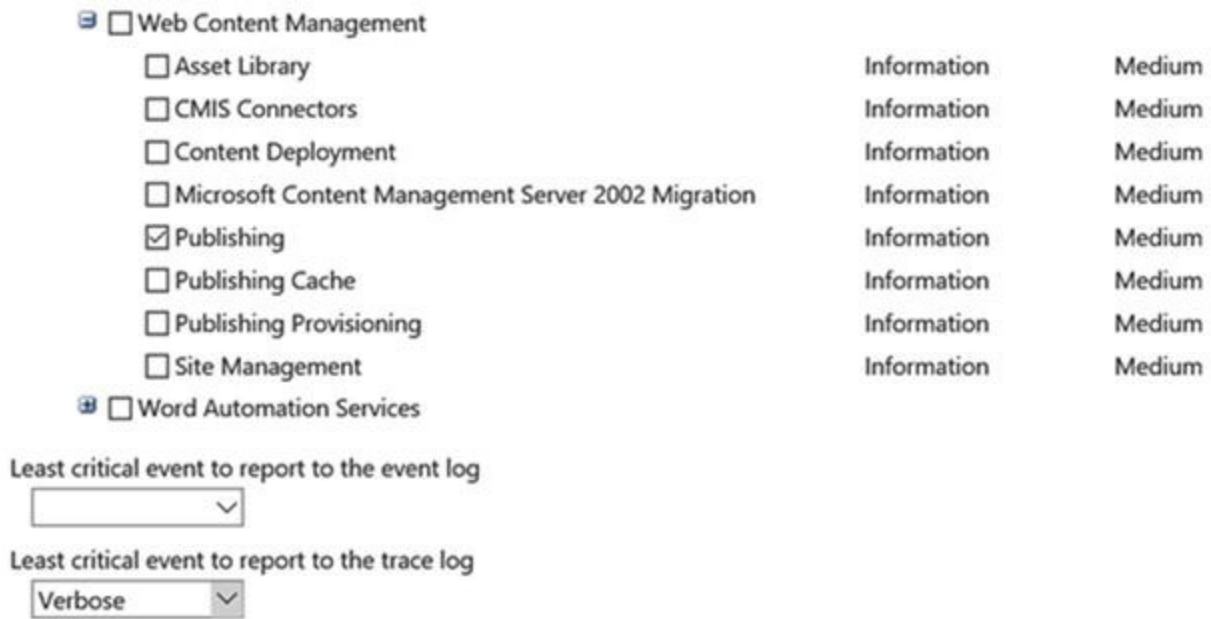 Web Content Management
Asset Library Information Medium
CMIS Connectors Information Medium
Content Deployment Information Medium
Microsoft Content Management Server 2002 Migration Information Medium
Publishing Information Medium
Publishing Cache Information Medium
Publishing Provisioning Information Medium
Site Management Information Medium
Word Automation Services
Least critical event to report to the event log
Least critical event to report to the trace log
Verbose